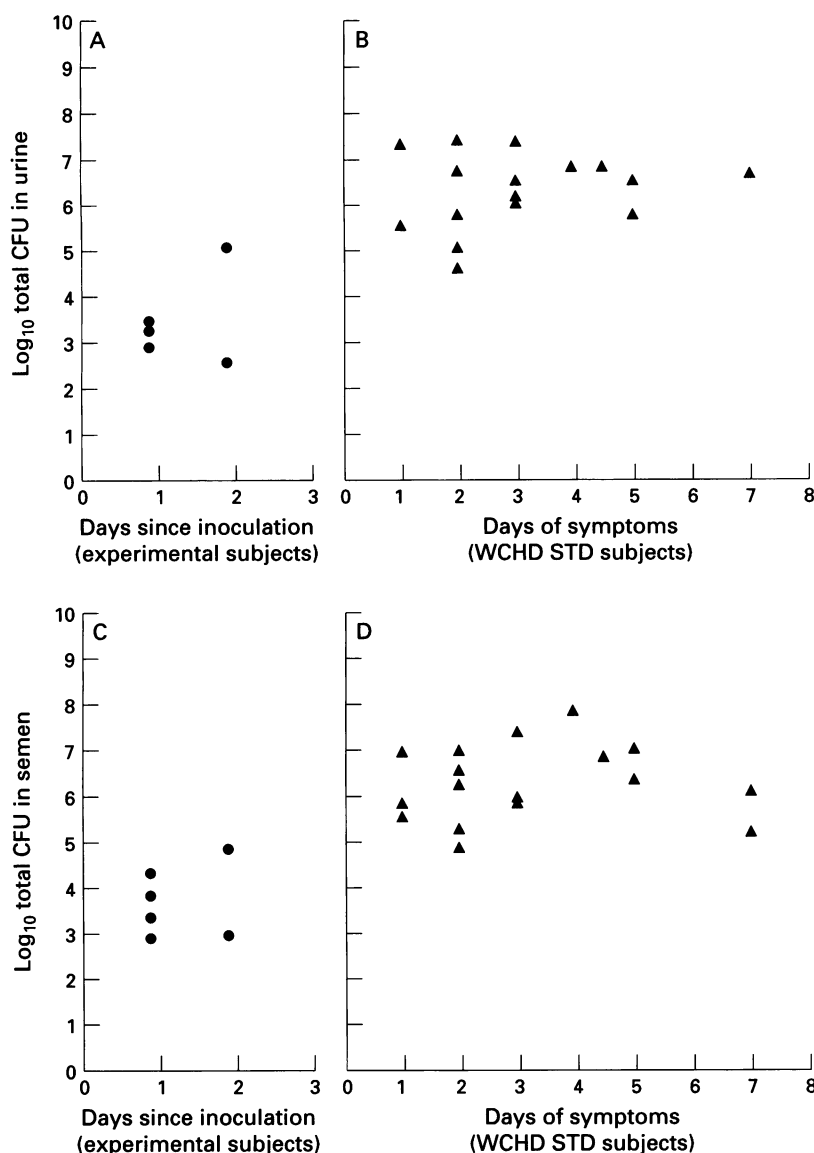 A
10
9
8
7
6
5
4
3
2
1
0
Log₁₀ total CFU in urine
0 1 2 3
Days since inoculation
(experimental subjects)
B
0 1 2 3 4 5 6 7 8
Days of symptoms
(WCHD STD subjects)
C
10
9
8
7
6
5
4
3
2
1
0
Log₁₀ total CFU in semen
0 1 2 3
Days since inoculation
(experimental subjects)
D
0 1 2 3 4 5 6 7 8
Days of symptoms
(WCHD STD subjects)